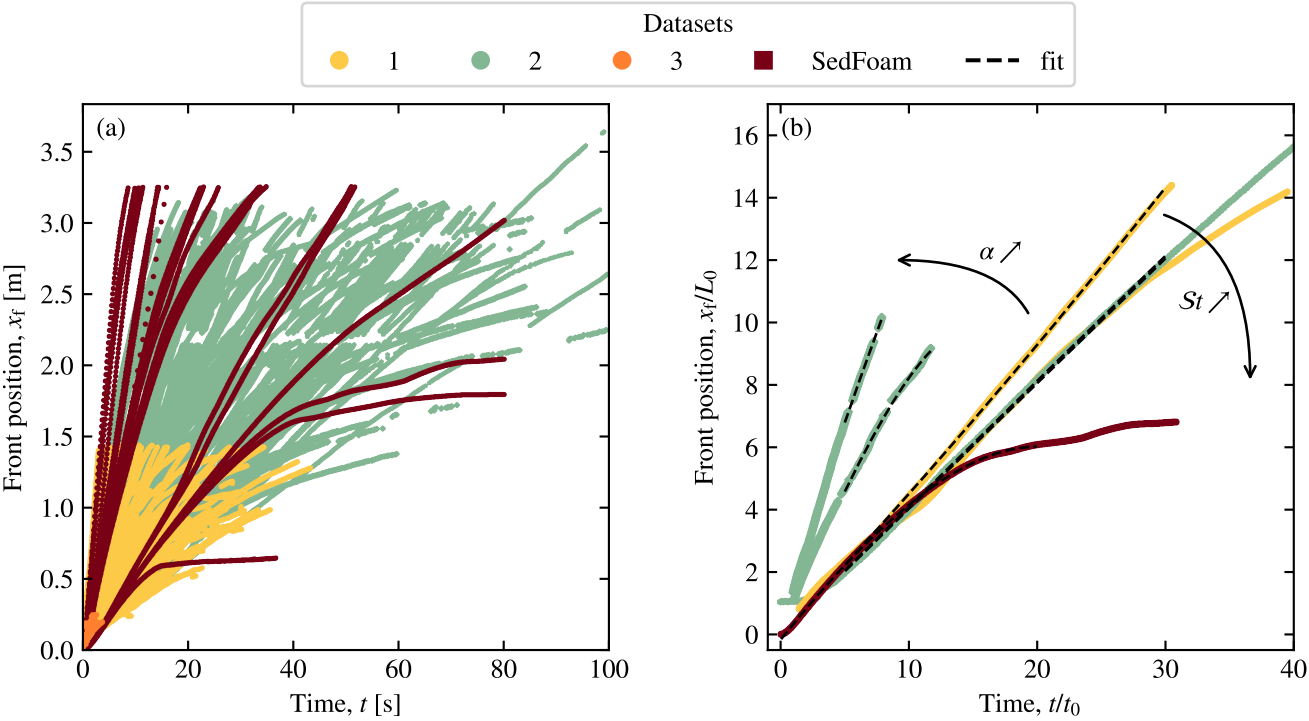 Datasets
1 2 3 SedFoam fit
(a)
Front position, x_f [m]
3.5
3.0
2.5
2.0
1.5
1.0
0.5
0.0
0 20 40 60 80 100
Time, t [s]
(b)
Front position, x_f/L_0
16
14
12
10
8
6
4
2
0
α ↗
St ↗
0 10 20 30 40
Time, t/t_0